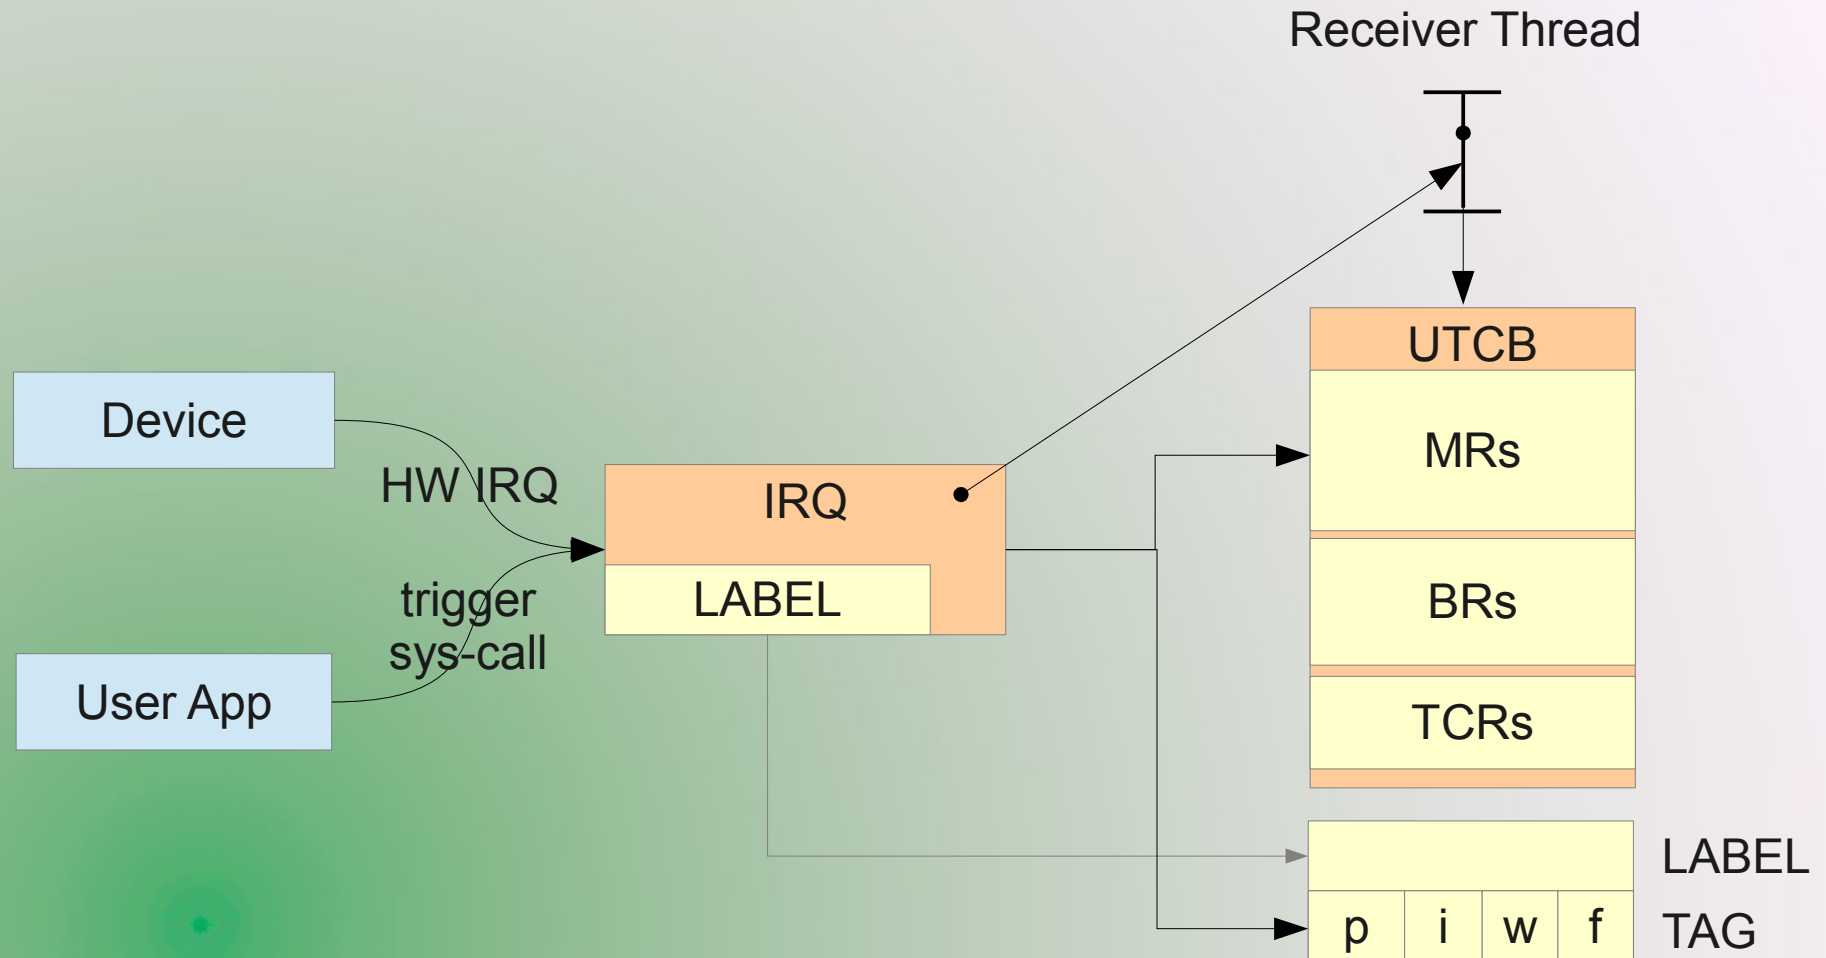 Receiver Thread
UTCB
Device
MRs
HW IRQ
IRQ
trigger
sys-call
LABEL
BRs
User App
TCRs
LABEL
p i w f TAG